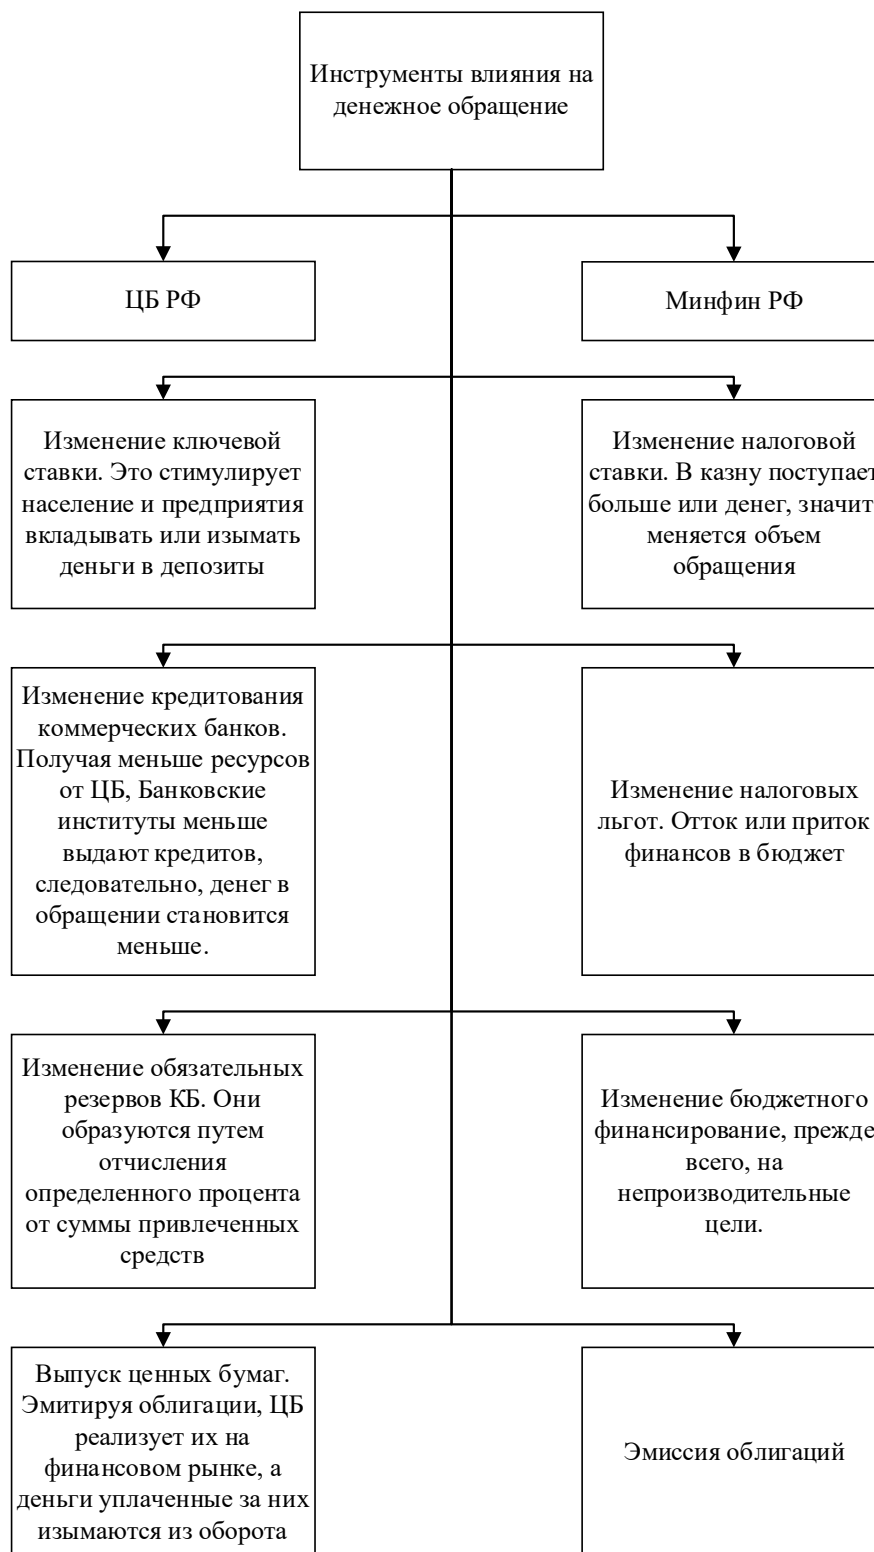 Инструменты влияния на
денежное обращение
ЦБ РФ
Минфин РФ
Изменение ключевой
ставки. Это стимулирует
население и предприятия
вкладывать или изымать
деньги в депозиты
Изменение налоговой
ставки. В казну поступает
больше или денег, значит
меняется объем
обращения
Изменение кредитования
коммерческих банков.
Получая меньше ресурсов
от ЦБ, Банковские
институты меньше
выдают кредитов,
следовательно, денег в
обращении становится
меньше.
Изменение налоговых
льгот. Отток или приток
финансов в бюджет
Изменение обязательных
резервов КБ. Они
образуются путем
отчисления
определенного процента
от суммы привлеченных
средств
Изменение бюджетного
финансирование, прежде
всего, на
непроизводительные
цели.
Выпуск ценных бумаг.
Эмитируя облигации, ЦБ
реализует их на
финансовом рынке, а
деньги уплаченные за них
изымаются из оборота
Эмиссия облигаций